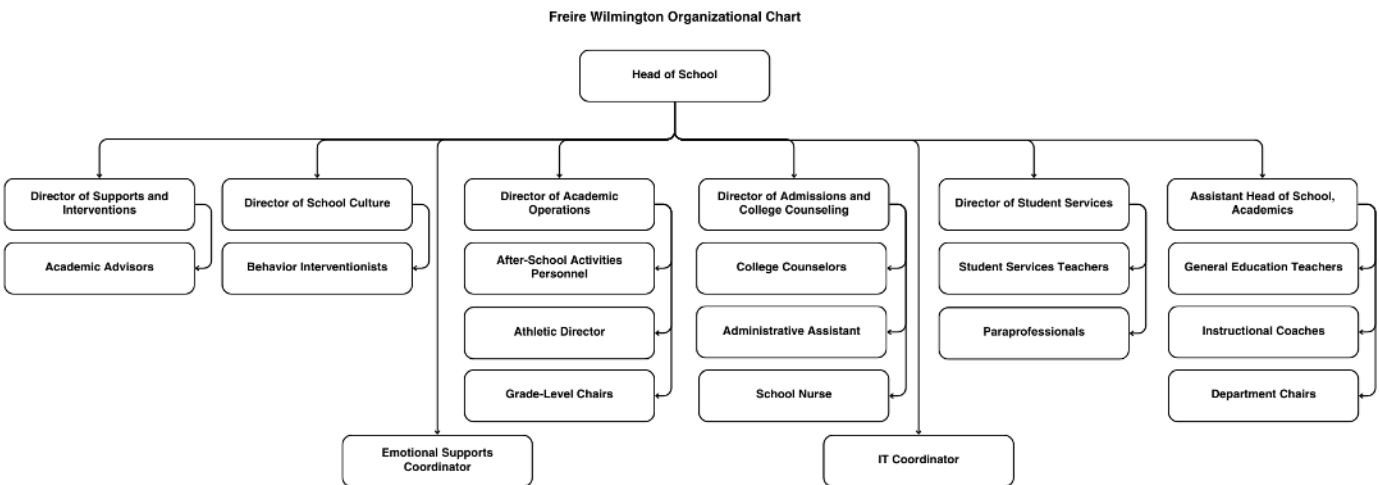 Freire Wilmington Organizational Chart
Head of School
Director of Supports and
Interventions
Director of School Culture
Director of Academic
Operations
Director of Admissions and
College Counseling
Director of Student Services
Assistant Head of School,
Academics
Academic Advisors
Behavior Interventionists
After-School Activities
Personnel
College Counselors
Student Services Teachers
General Education Teachers
Athletic Director
Administrative Assistant
Paraprofessionals
Instructional Coaches
Grade-Level Chairs
School Nurse
Department Chairs
Emotional Supports
Coordinator
IT Coordinator